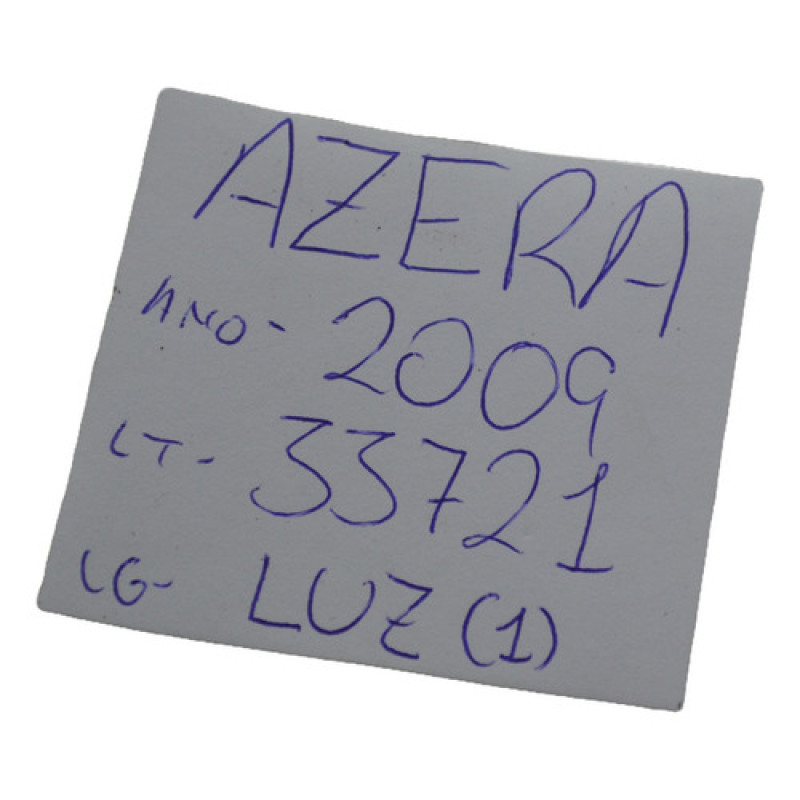 AZERA
ANO- 2009
LT- 33721
LG- LUZ (1)